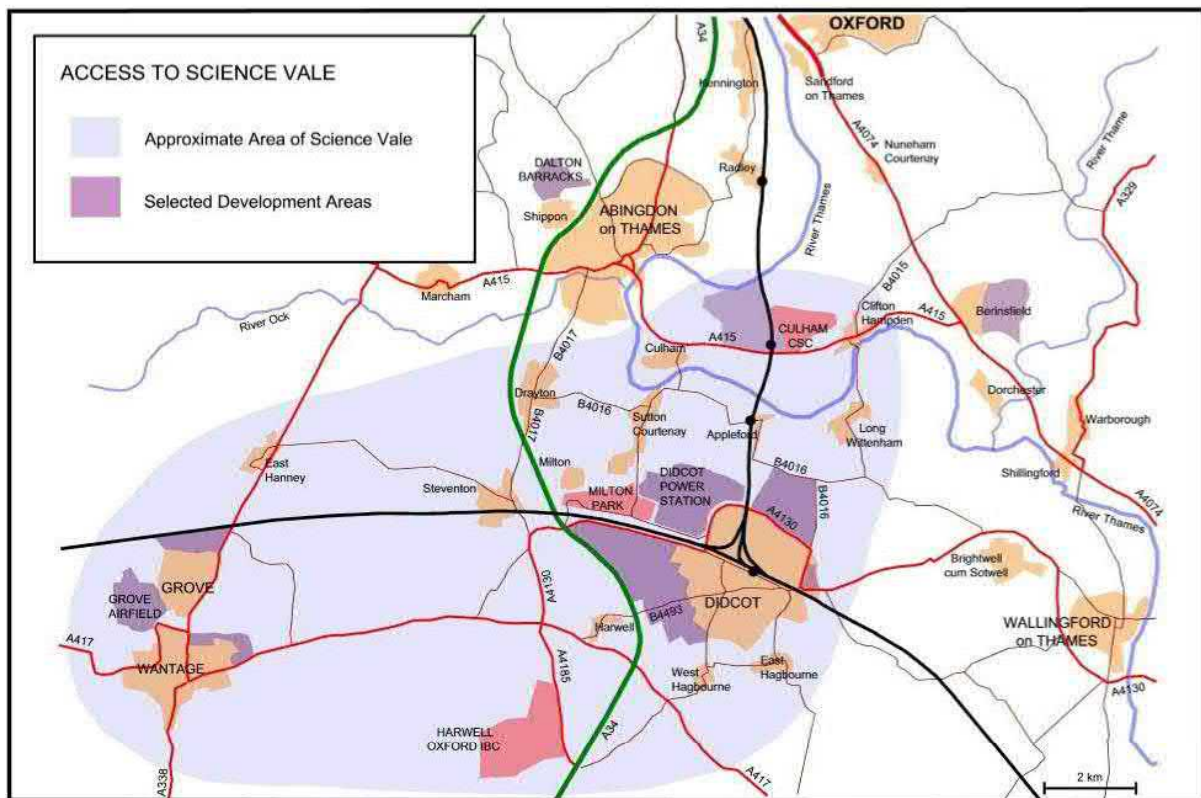 ACCESS TO SCIENCE VALE
Approximate Area of Science Vale
Selected Development Areas
OXFORD
A34
Kennington
Sandford
on Thames
A4074
Nuneham
Courtenay
River Thame
A329
DALTON
BARRACKS
Radley
Shippon
ABINGDON
on THAMES
River Thames
B4015
A415
Marcham
River Ock
B4017
Clifton
Hampden
A415
Berinsfield
CULHAM
CSC
A415
Culham
Drayton
B4016
B4017
Sutton
Courtenay
Appleford
Long
Wittenham
Dorchester
Warborough
East
Hanney
Milton
Steventon
DIDCOT
POWER
STATION
B4016
B4016
Shillingford
MILTON
PARK
A4130
A4074
River Thames
GROVE
GROVE
AIRFIELD
A4130
Brightwell
cum Sotwell
B4493
DIDCOT
Harwell
WALLINGFORD
on THAMES
A417
WANTAGE
A4185
West
Hagbourne
East
Hagbourne
A4130
HARWELL
OXFORD IBC
A34
A338
A417
2 km